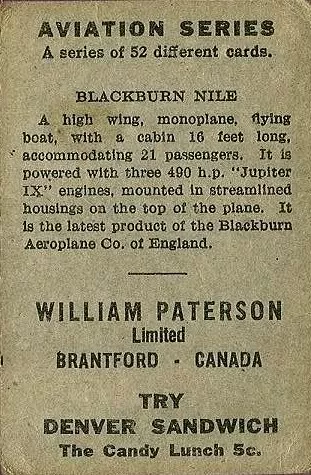 AVIATION SERIES
A series of 52 different cards.
BLACKBURN NILE
A high wing, monoplane, flying
boat, with a cabin 16 feet long,
accommodating 21 passengers. It is
powered with three 490 h.p. "Jupiter
IX" engines, mounted in streamlined
housings on the top of the plane. It
is the latest product of the Blackburn
Aeroplane Co. of England.
WILLIAM PATERSON
Limited
BRANTFORD - CANADA
TRY
DENVER SANDWICH
The Candy Lunch 5c.